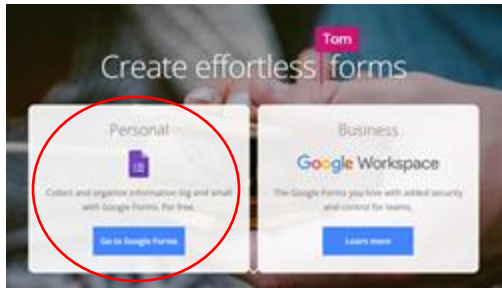 Tom
Create effortless forms
Personal
Collect and organize information big and small
with Google Forms. For free.
Go to Google Forms
Business
Google Workspace
The Google Forms you love with added security
and control for teams.
Learn more